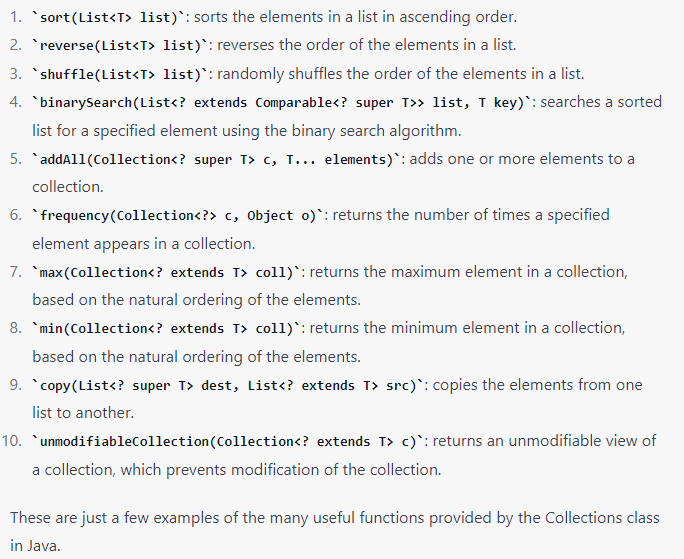 1. `sort(List<T> list)`: sorts the elements in a list in ascending order.
2. `reverse(List<T> list)`: reverses the order of the elements in a list.
3. `shuffle(List<T> list)`: randomly shuffles the order of the elements in a list.
4. `binarySearch(List<? extends Comparable<? super T>> list, T key)`: searches a sorted
list for a specified element using the binary search algorithm.
5. `addAll(Collection<? super T> c, T... elements)`: adds one or more elements to a
collection.
6. `frequency(Collection<?> c, Object o)`: returns the number of times a specified
element appears in a collection.
7. `max(Collection<? extends T> coll)`: returns the maximum element in a collection,
based on the natural ordering of the elements.
8. `min(Collection<? extends T> coll)`: returns the minimum element in a collection,
based on the natural ordering of the elements.
9. `copy(List<? super T> dest, List<? extends T> src)`: copies the elements from one
list to another.
10. `unmodifiableCollection(Collection<? extends T> c)`: returns an unmodifiable view of
a collection, which prevents modification of the collection.
These are just a few examples of the many useful functions provided by the Collections class
in Java.